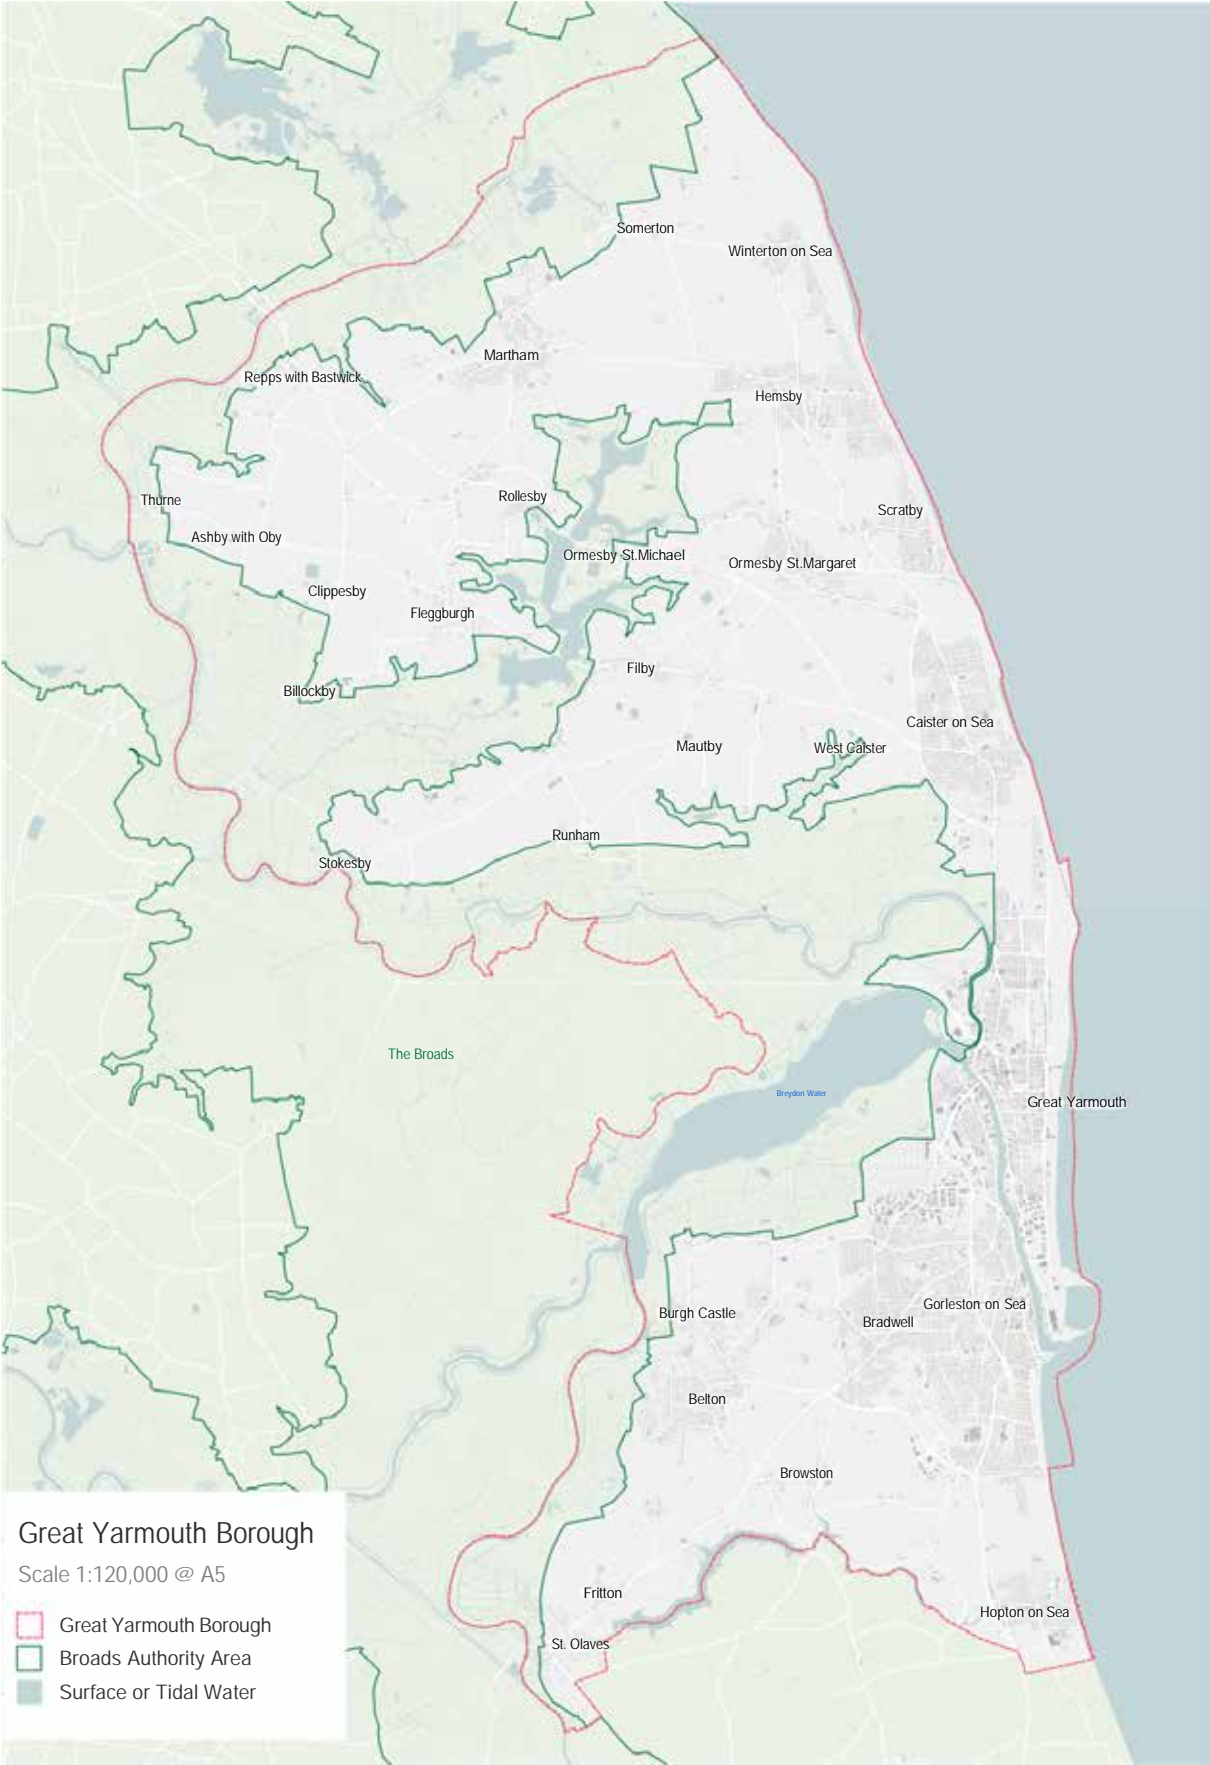 Somerton
Winterton on Sea
Martham
Repps with Bastwick
Hemsby
Thurne
Rollesby
Scratby
Ashby with Oby
Ormesby St.Michael
Ormesby St.Margaret
Clippesby
Fleggburgh
Filby
Billockby
Caister on Sea
Mautby
West Caister
Runham
Stokesby
The Broads
Breydon Water
Great Yarmouth
Burgh Castle
Gorleston on Sea
Bradwell
Belton
Browston
Fritton
Hopton on Sea
St. Olaves
Great Yarmouth Borough
Scale 1:120,000 @ A5
Great Yarmouth Borough
Broads Authority Area
Surface or Tidal Water